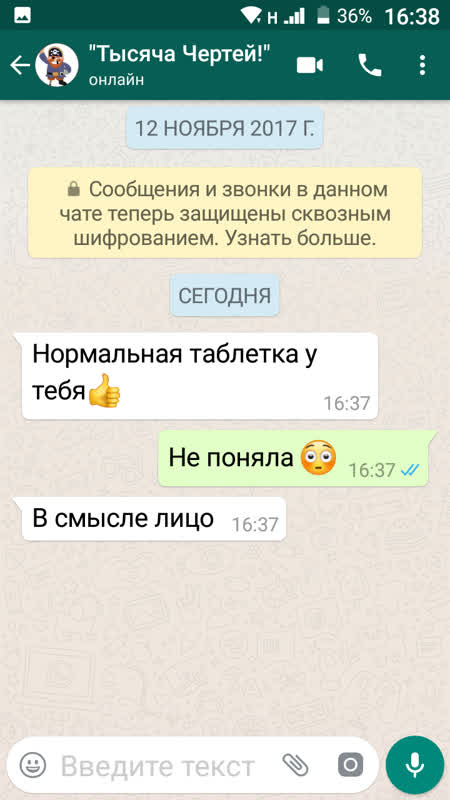 Н 36% 16:38
"Тысяча Чертей!"
онлайн
12 НОЯБРЯ 2017 Г.
Сообщения и звонки в данном
чате теперь защищены сквозным
шифрованием. Узнать больше.
СЕГОДНЯ
Нормальная таблетка у
тебя👍
16:37
Не поняла 😳 16:37
В смысле лицо 16:37
Введите текст